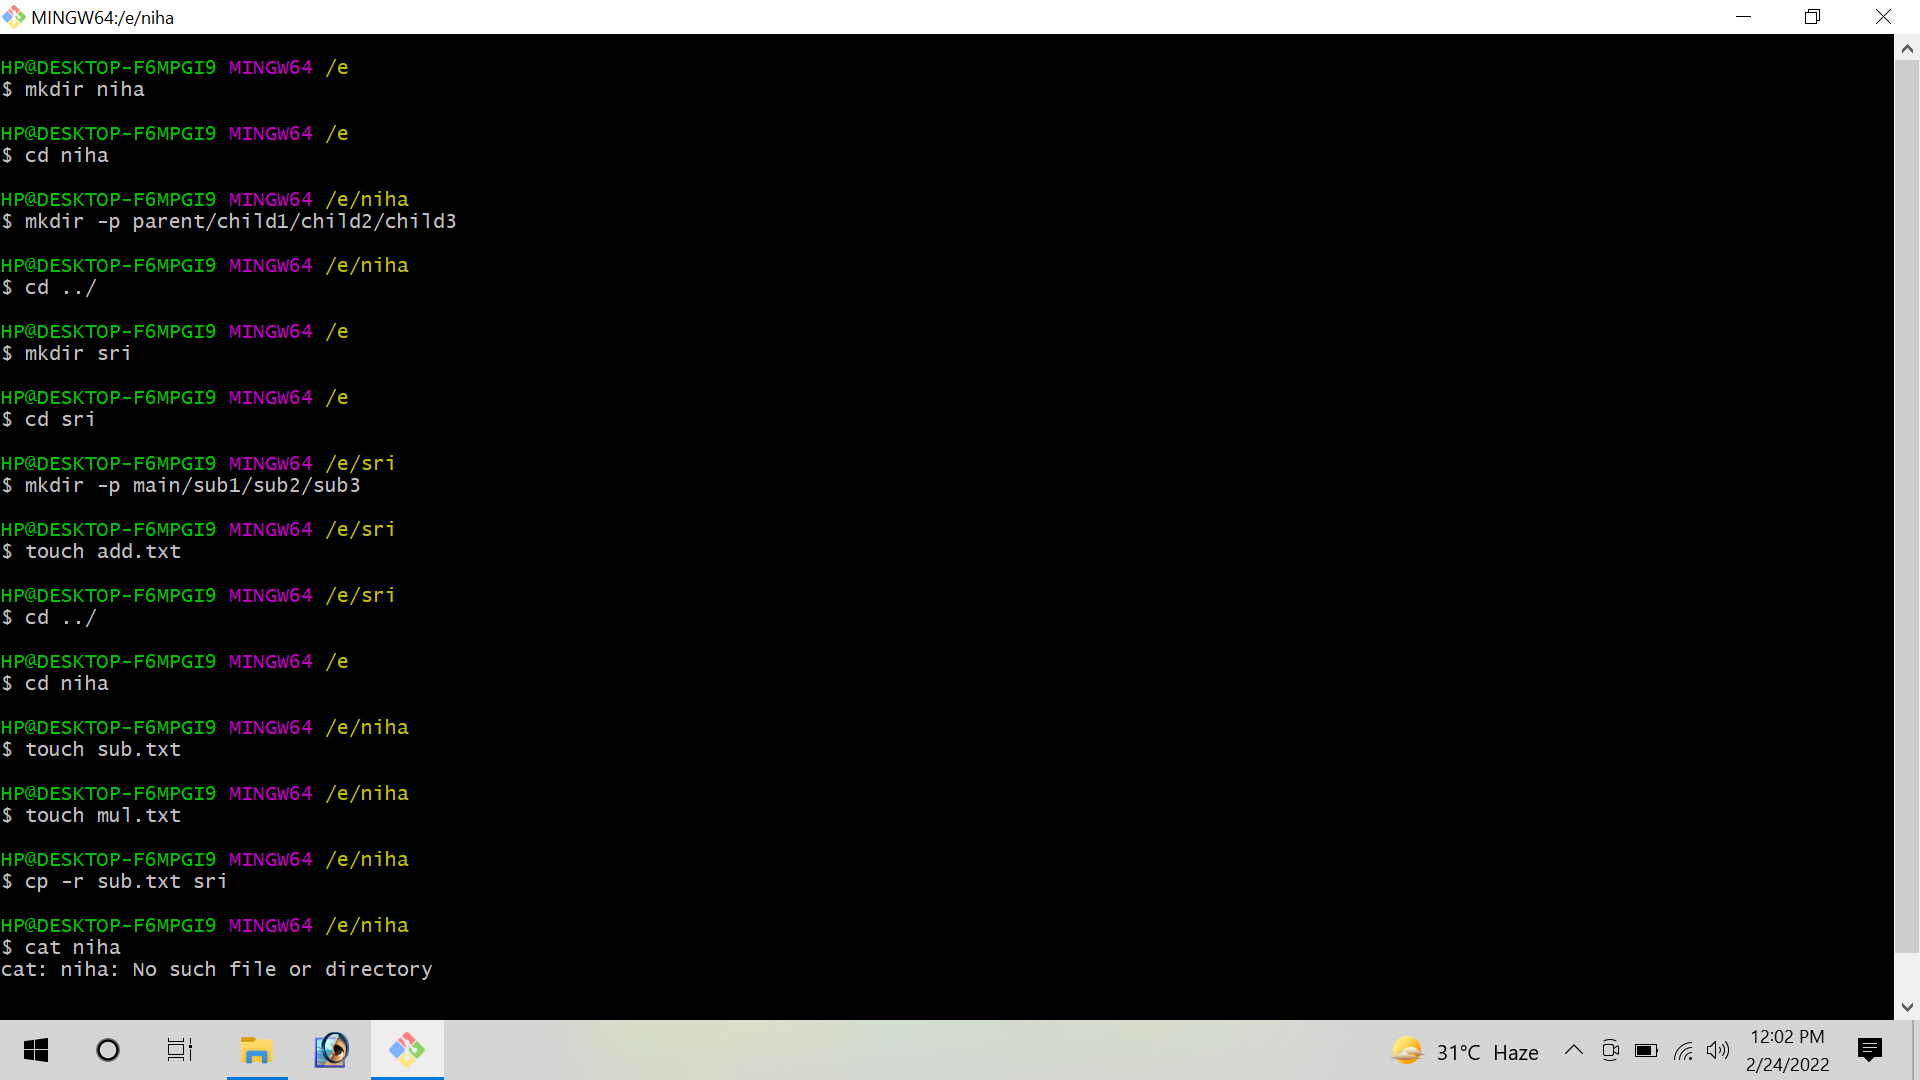 MINGW64:/e/niha
HP@DESKTOP-F6MPGI9 MINGW64 /e
$ mkdir niha
HP@DESKTOP-F6MPGI9 MINGW64 /e
$ cd niha
HP@DESKTOP-F6MPGI9 MINGW64 /e/niha
$ mkdir -p parent/child1/child2/child3
HP@DESKTOP-F6MPGI9 MINGW64 /e/niha
$ cd ../
HP@DESKTOP-F6MPGI9 MINGW64 /e
$ mkdir sri
HP@DESKTOP-F6MPGI9 MINGW64 /e
$ cd sri
HP@DESKTOP-F6MPGI9 MINGW64 /e/sri
$ mkdir -p main/sub1/sub2/sub3
HP@DESKTOP-F6MPGI9 MINGW64 /e/sri
$ touch add.txt
HP@DESKTOP-F6MPGI9 MINGW64 /e/sri
$ cd ../
HP@DESKTOP-F6MPGI9 MINGW64 /e
$ cd niha
HP@DESKTOP-F6MPGI9 MINGW64 /e/niha
$ touch sub.txt
HP@DESKTOP-F6MPGI9 MINGW64 /e/niha
$ touch mul.txt
HP@DESKTOP-F6MPGI9 MINGW64 /e/niha
$ cp -r sub.txt sri
HP@DESKTOP-F6MPGI9 MINGW64 /e/niha
$ cat niha
cat: niha: No such file or directory
31°C Haze
12:02 PM
2/24/2022